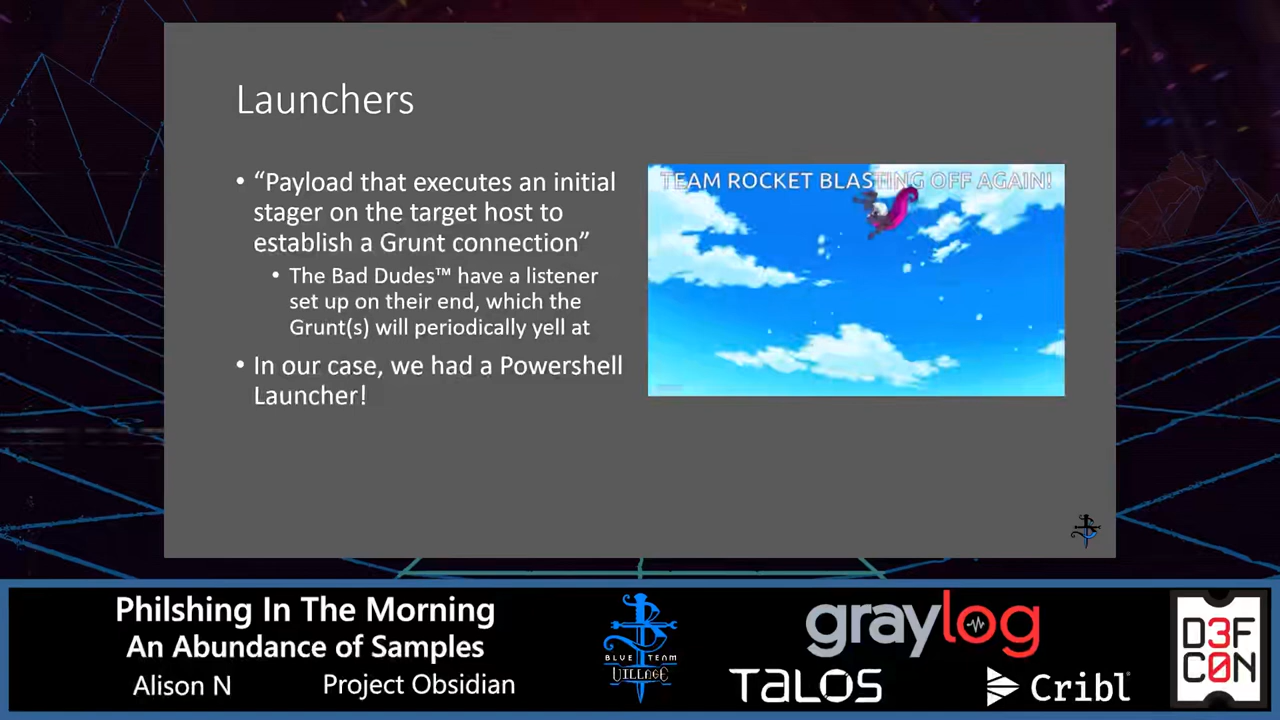 Launchers
• “Payload that executes an initial
stager on the target host to
establish a Grunt connection”
• The Bad Dudes™ have a listener
set up on their end, which the
Grunt(s) will periodically yell at
• In our case, we had a Powershell
Launcher!
TEAM ROCKET BLASTING OFF AGAIN!
Philshing In The Morning
An Abundance of Samples
Alison N
Project Obsidian
BLUE TEAM
VILLAGE
graylog
TALOS
Cribl
D3F
C0N